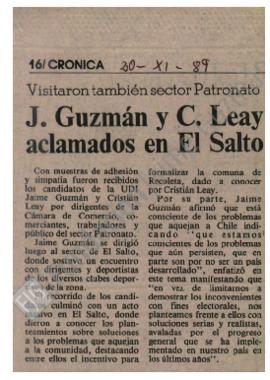 16/CRONICA 30-XI-89
Visitaron también sector Patronato
J. Guzmán y C. Leay
aclamados en El Salto
Con muestras de adhesión
y simpatía fueron recibidos
los candidatos de la UDI
Jaime Guzmán y Cristián
Leay por dirigentes de la
Cámara de Comercio, co-
merciantes, trabajadores y
público del sector Patronato.
Jaime Guzmán se dirigió
luego al sector de El Salto,
donde sostuvo un encuentro
con dirigentes y deportistas
de los diversos clubes depor-
tivos de la zona.
El recorrido de los candi-
datos culminó con un acto
masivo en El Salto, donde
dieron a conocer los plan-
teamientos sobre soluciones
a los problemas que aquejan
a la comunidad, destacando
entre ellos el incentivo para
formalizar la comuna de
Recoleta, dado a conocer
por Cristián Leay.
Por su parte, Jaime
Guzmán afirmó que está
consciente de los problemas
que aquejan a Chile indi-
cando "que estamos
conscientes de los problemas
que aún persisten, que en
parte son por no ser un país
desarrollado", enfatizó en
este tema manifestando que
"en vez de limitarnos a
demostrar los inconvenientes
con fines electorales, nos
planteamos frente a ellos con
soluciones serias y realistas,
avaladas por el progreso
general que se ha imple-
mentado en nuestro país en
los últimos años".